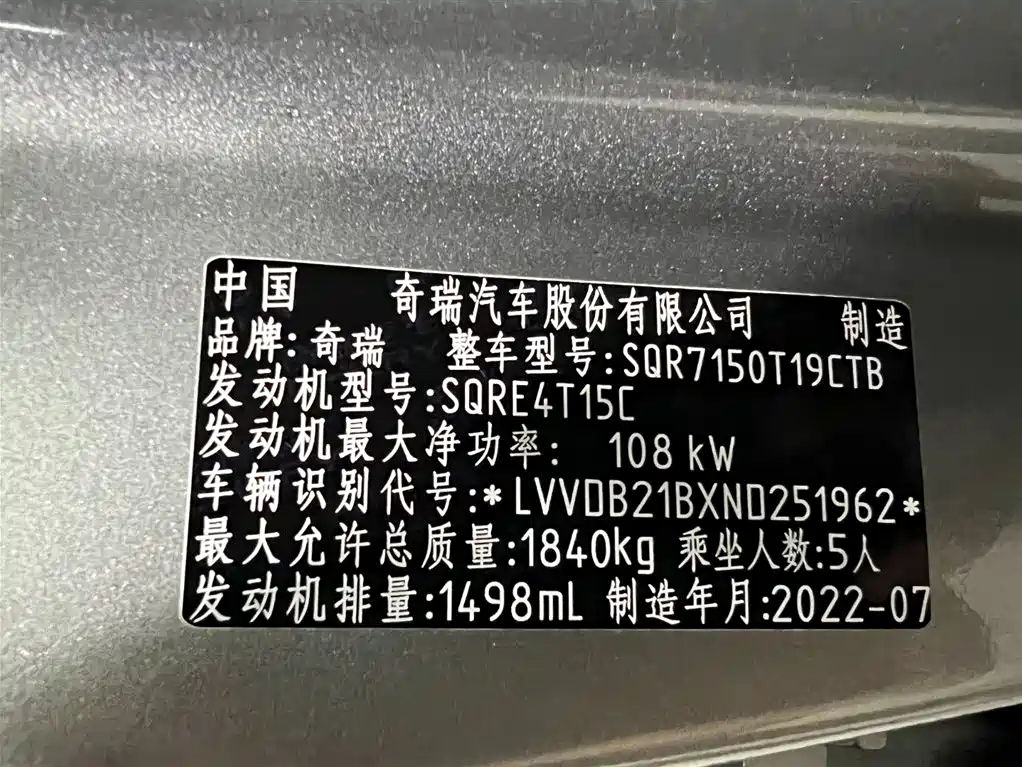 中国 奇瑞汽车股份有限公司 制造
品牌:奇瑞 整车型号:SQR7150T19CTB
发动机型号:SQRE4T15C
发动机最大净功率: 108 kW
车辆识别代号:*LVVDB21BXND251962*
最大允许总质量:1840kg 乘坐人数:5人
发动机排量:1498mL 制造年月:2022-07